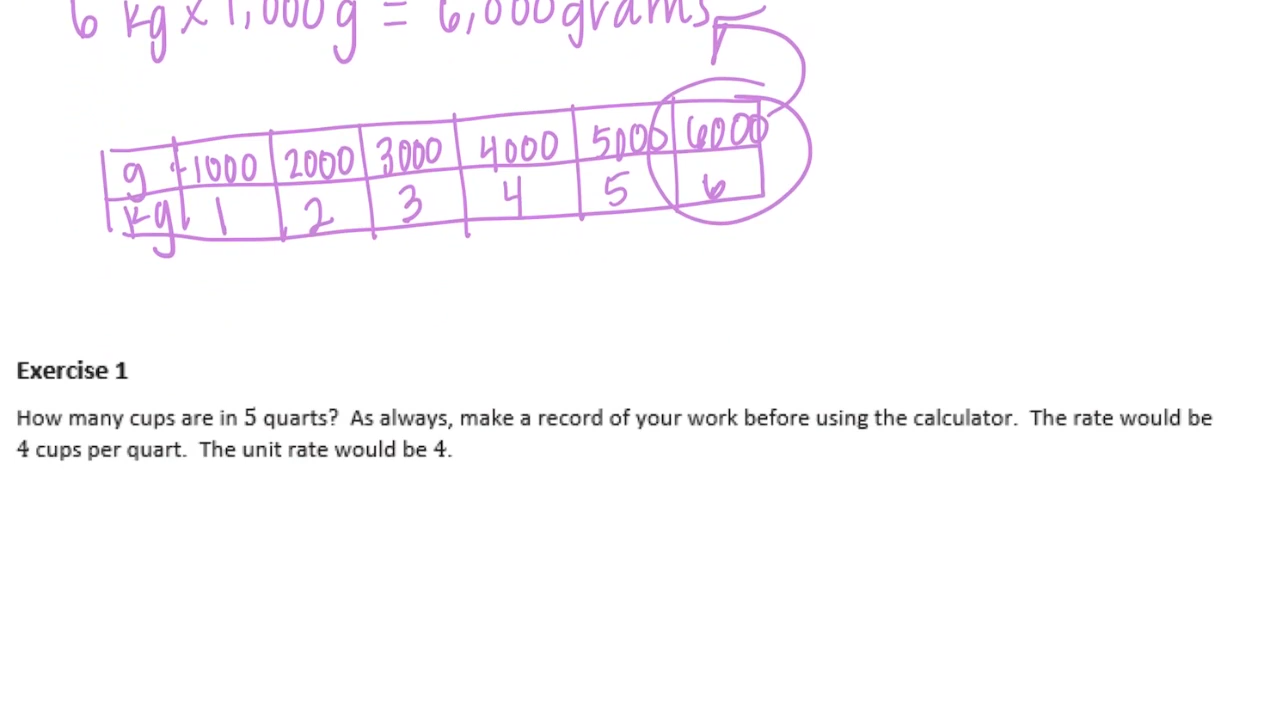 6 kg x 1,000 g = 6,000 grams
g 1000 2000 3000 4000 5000 6000
kg 1 2 3 4 5 6
Exercise 1
How many cups are in 5 quarts?  As always, make a record of your work before using the calculator.  The rate would be
4 cups per quart.  The unit rate would be 4.